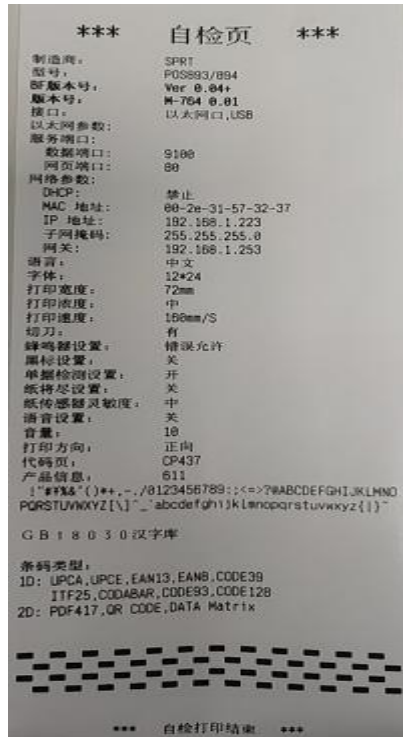 *** 自检页 ***
制造商: SPRT
型号: POS893/894
BF版本号: Ver 0.04+
版本号: M-764 0.01
接口: 以太网口,USB
以太网参数:
服务端口:
数据端口: 9100
网页端口: 80
网络参数:
DHCP: 禁止
MAC 地址: 00-2e-31-57-32-37
IP 地址: 192.168.1.223
子网掩码: 255.255.255.0
网关: 192.168.1.253
语言: 中文
字体: 12*24
打印宽度: 72mm
打印浓度: 中
打印速度: 160mm/S
切刀: 有
蜂鸣器设置: 错误允许
黑标设置: 关
单据检测设置: 开
纸将尽设置: 关
纸传感器灵敏度: 中
语音设置: 关
音量: 10
打印方向: 正向
代码页: CP437
产品信息: 611
!"#$%&'()*+,-./0123456789:;<=>?@ABCDEFGHIJKLMNO
PQRSTUVWXYZ[\]^_`abcdefghijklmnopqrstuvwxyz{|}~
GB18030汉字库
条码类型:
1D: UPCA,UPCE,EAN13,EAN8,CODE39
ITF25,CODABAR,CODE93,CODE128
2D: PDF417,QR CODE,DATA Matrix
*** 自检打印结束 ***